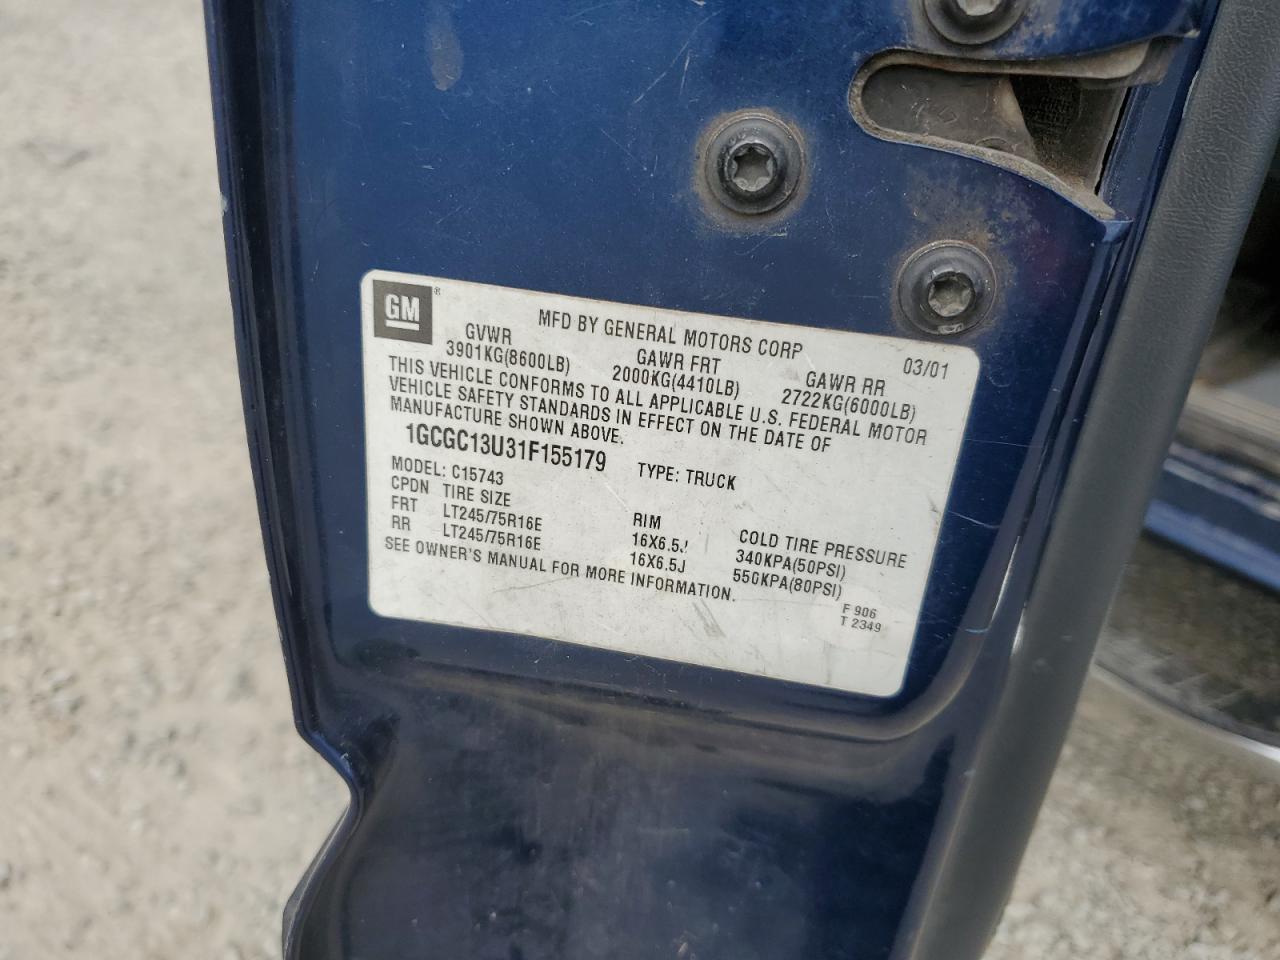 GM®
MFD BY GENERAL MOTORS CORP 03/01
GVWR GAWR FRT GAWR RR
3901KG(8600LB) 2000KG(4410LB) 2722KG(6000LB)
THIS VEHICLE CONFORMS TO ALL APPLICABLE U.S. FEDERAL MOTOR
VEHICLE SAFETY STANDARDS IN EFFECT ON THE DATE OF
MANUFACTURE SHOWN ABOVE.
1GCGC13U31F155179 TYPE: TRUCK
MODEL: C15743
CPDN TIRE SIZE RIM COLD TIRE PRESSURE
FRT LT245/75R16E 16X6.5J 340KPA(50PSI)
RR LT245/75R16E 16X6.5J 550KPA(80PSI)
SEE OWNER'S MANUAL FOR MORE INFORMATION.
F 906
T 2349